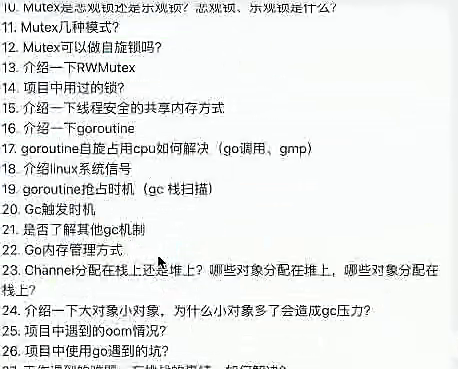 10. Mutex是悲观锁还是乐观锁？悲观锁、乐观锁是什么？
11. Mutex几种模式？
12. Mutex可以做自旋锁吗？
13. 介绍一下RWMutex
14. 项目中用过的锁？
15. 介绍一下线程安全的共享内存方式
16. 介绍一下goroutine
17. goroutine自旋占用cpu如何解决（go调用、gmp）
18. 介绍linux系统信号
19. goroutine抢占时机（gc 栈扫描）
20. Gc触发时机
21. 是否了解其他gc机制
22. Go内存管理方式
23. Channel分配在栈上还是堆上？哪些对象分配在堆上，哪些对象分配在
栈上？
24. 介绍一下大对象小对象，为什么小对象多了会造成gc压力？
25. 项目中遇到的oom情况？
26. 项目中使用go遇到的坑？